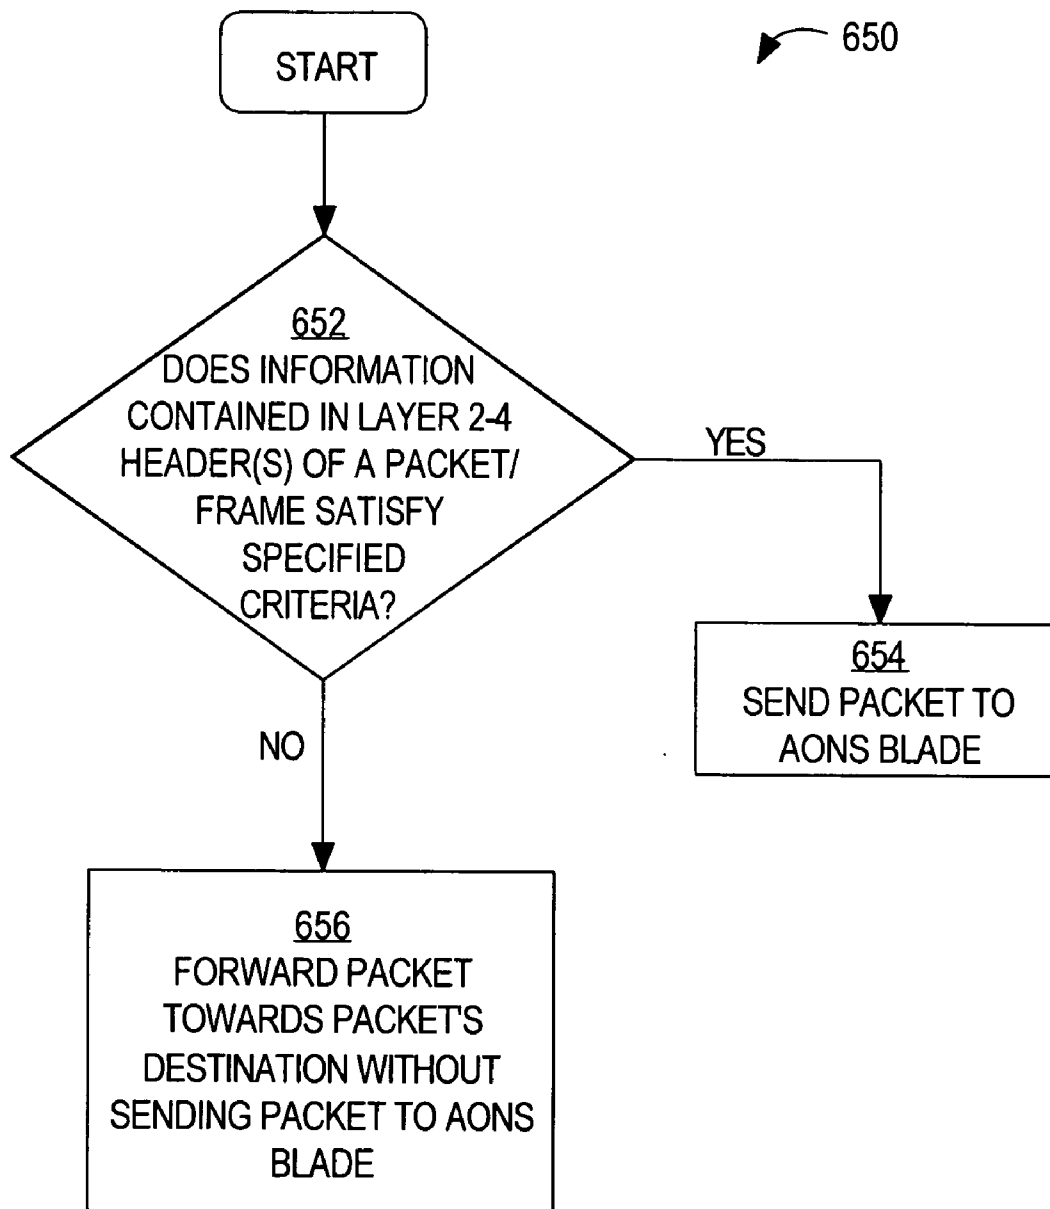 START
650
652
DOES INFORMATION
CONTAINED IN LAYER 2-4
HEADER(S) OF A PACKET/
FRAME SATISFY
SPECIFIED
CRITERIA?
YES
654
SEND PACKET TO
AONS BLADE
NO
656
FORWARD PACKET
TOWARDS PACKET'S
DESTINATION WITHOUT
SENDING PACKET TO AONS
BLADE